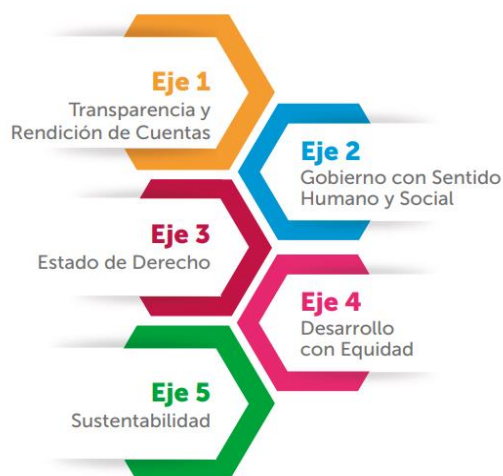 Eje 1
Transparencia y
Rendición de Cuentas
Eje 2
Gobierno con Sentido
Humano y Social
Eje 3
Estado de Derecho
Eje 4
Desarrollo
con Equidad
Eje 5
Sustentabilidad